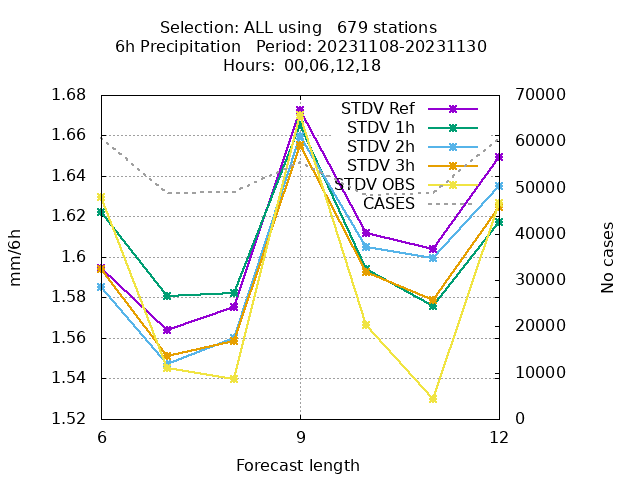 Selection: ALL using   679 stations
6h Precipitation   Period: 20231108-20231130
Hours: 00,06,12,18
1.68
1.66
1.64
1.62
1.6
1.58
1.56
1.54
1.52
mm/6h
70000
60000
50000
40000
30000
20000
10000
0
No cases
STDV Ref
STDV 1h
STDV 2h
STDV 3h
STDV OBS
CASES
6
9
12
Forecast length